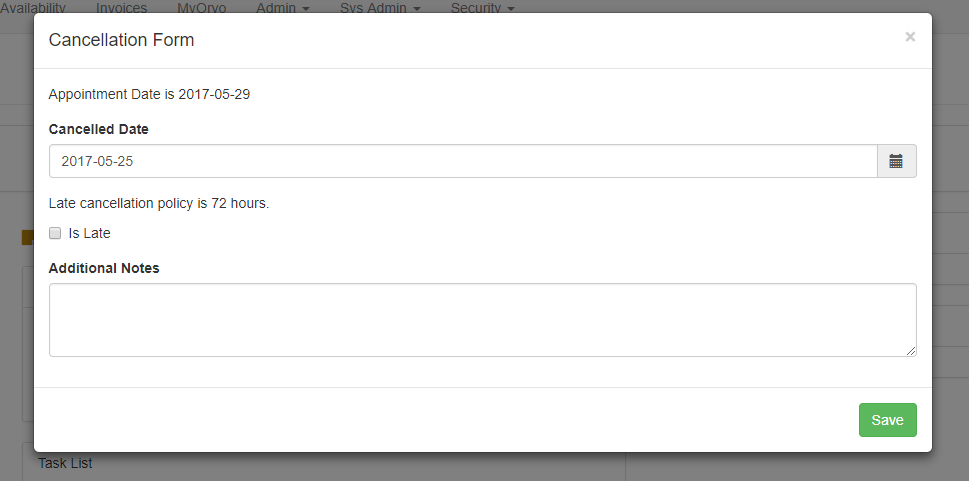 Availability Invoices MyOryo Admin Sys Admin Security
Cancellation Form
×
Appointment Date is 2017-05-29
Cancelled Date
2017-05-25
Late cancellation policy is 72 hours.
Is Late
Additional Notes
Save
Task List